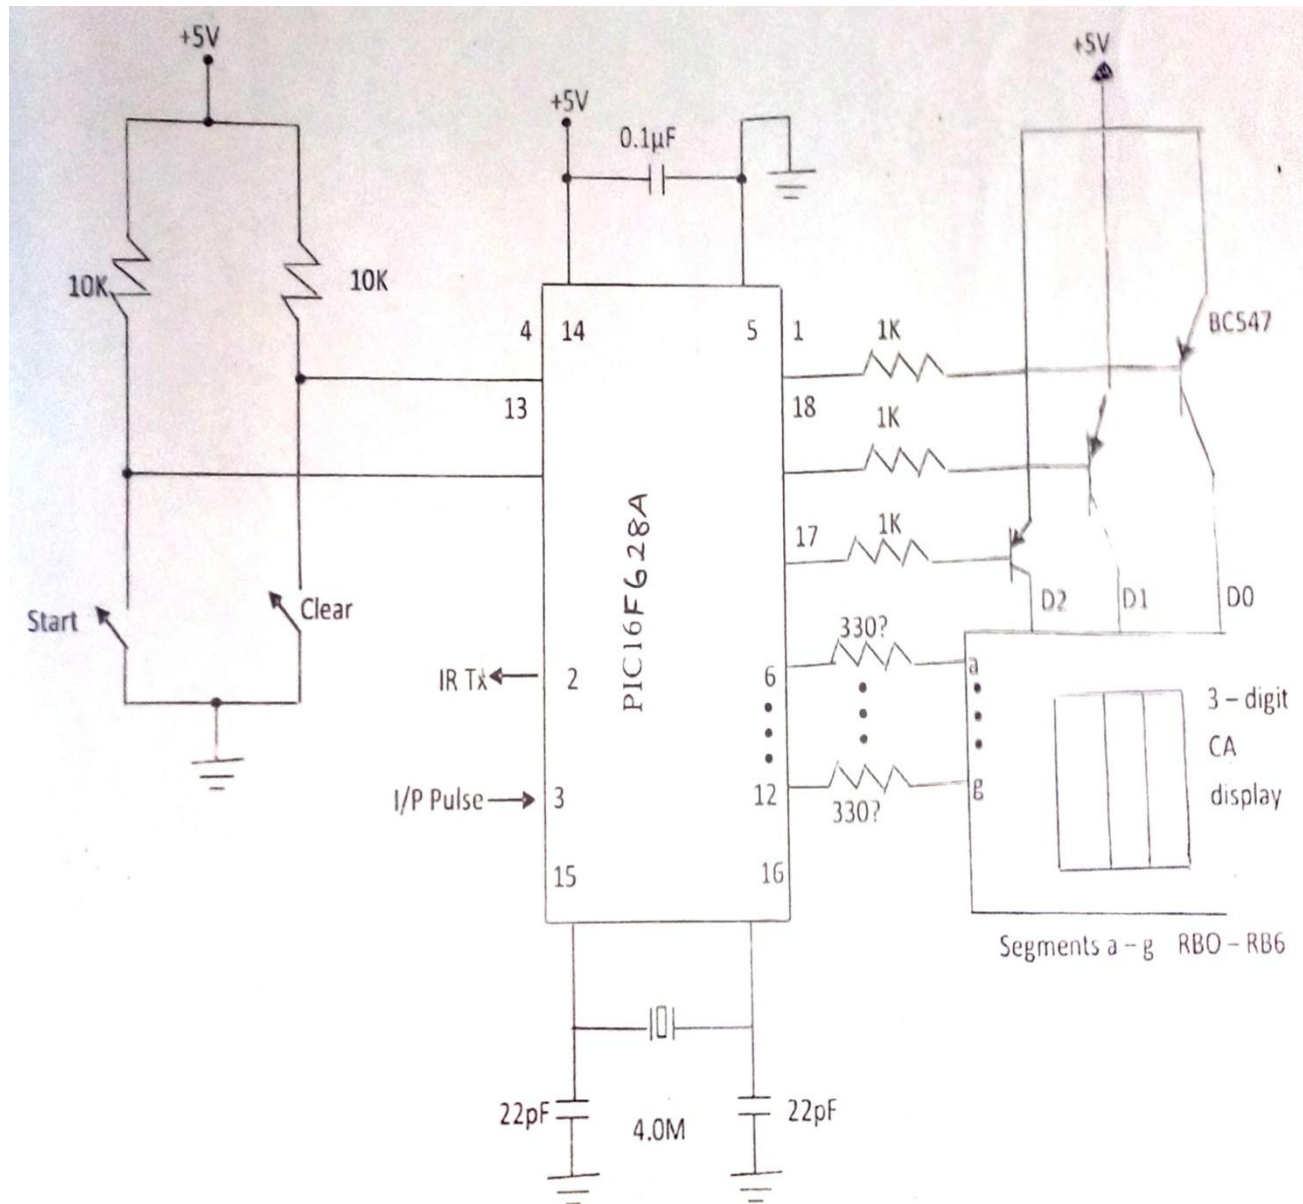 +5V
+5V
+5V
0.1µF
10K
10K
4
14
5
1
1K
BC547
13
18
1K
PIC16F628A
17
1K
Start
Clear
D2
D1
D0
330?
IR Tx
2
6
a
3 – digit
CA
display
I/P Pulse
3
12
g
330?
15
16
Segments a – g RBO – RB6
22pF
4.0M
22pF